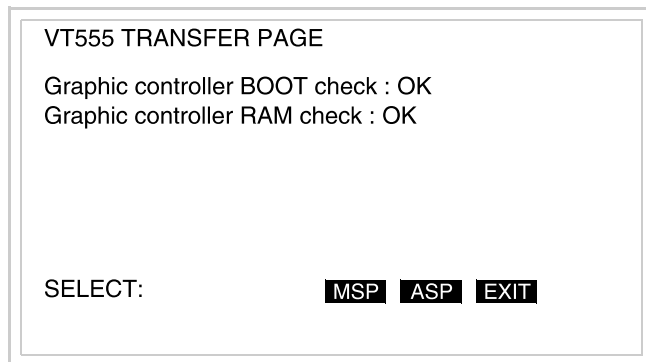 VT555 TRANSFER PAGE
Graphic controller BOOT check : OK
Graphic controller RAM check : OK
SELECT: MSP ASP EXIT